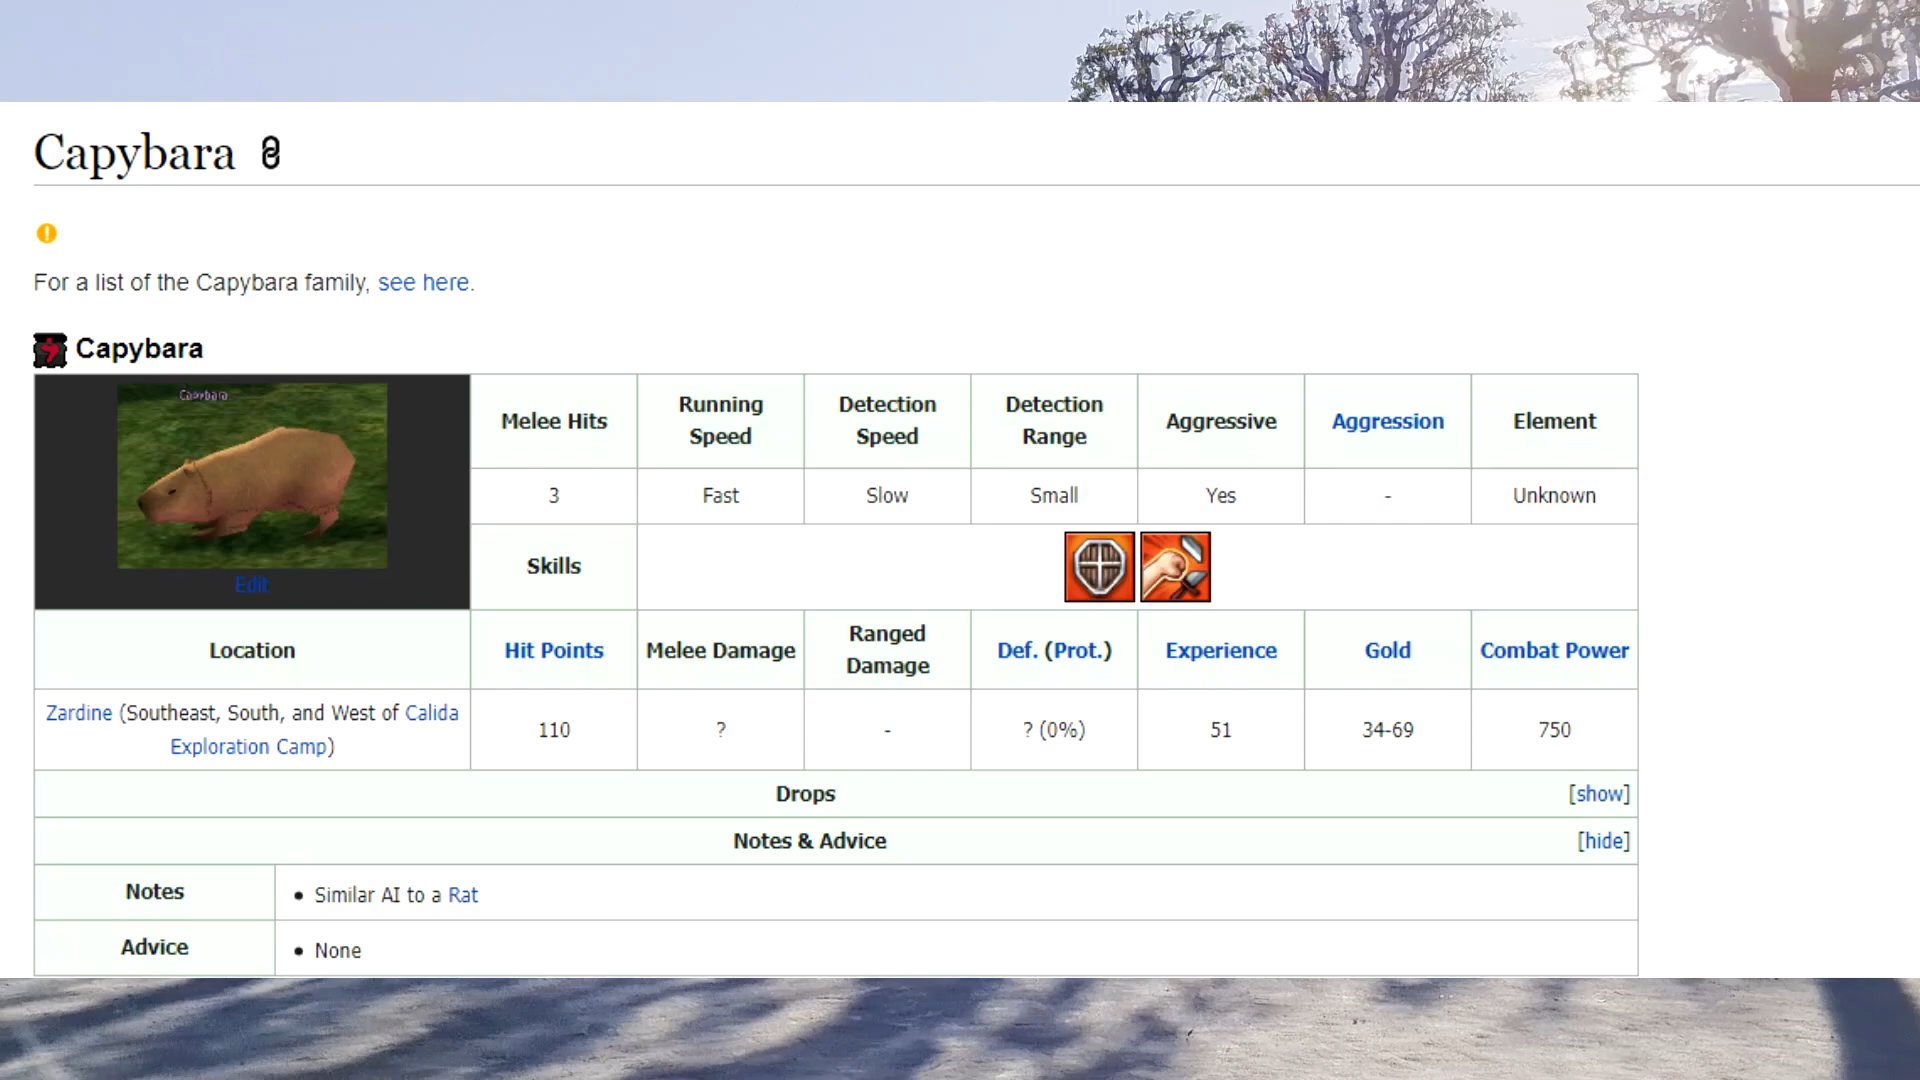 Capybara
For a list of the Capybara family, see here.
Capybara
Capybara
Edit
Melee Hits
Running
Speed
Detection
Speed
Detection
Range
Aggressive
Aggression
Element
3
Fast
Slow
Small
Yes
-
Unknown
Skills
Location
Hit Points
Melee Damage
Ranged
Damage
Def. (Prot.)
Experience
Gold
Combat Power
Zardine (Southeast, South, and West of Calida
Exploration Camp)
110
?
-
? (0%)
51
34-69
750
Drops
[show]
Notes & Advice
[hide]
Notes
• Similar AI to a Rat
Advice
• None